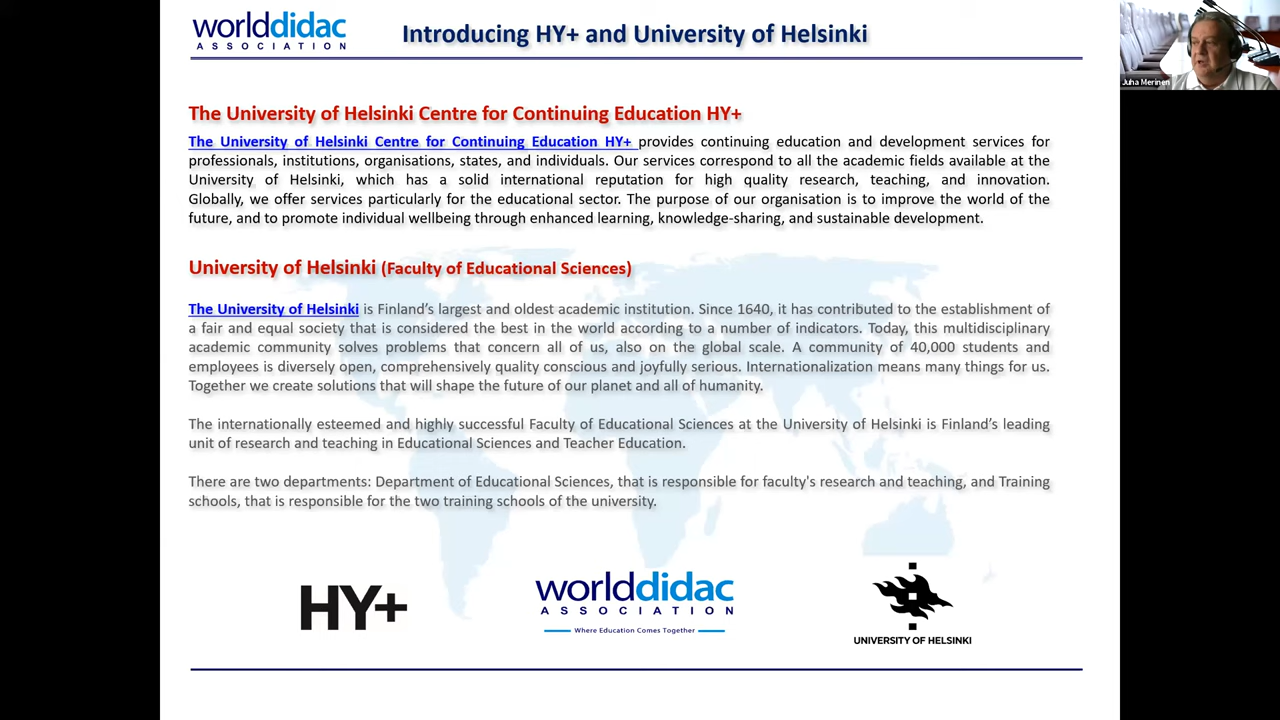 worlddidac
ASSOCIATION
Introducing HY+ and University of Helsinki
Juha Merinen
The University of Helsinki Centre for Continuing Education HY+
The University of Helsinki Centre for Continuing Education HY+ provides continuing education and development services for
professionals, institutions, organisations, states, and individuals. Our services correspond to all the academic fields available at the
University of Helsinki, which has a solid international reputation for high quality research, teaching, and innovation.
Globally, we offer services particularly for the educational sector. The purpose of our organisation is to improve the world of the
future, and to promote individual wellbeing through enhanced learning, knowledge-sharing, and sustainable development.
University of Helsinki (Faculty of Educational Sciences)
The University of Helsinki is Finland’s largest and oldest academic institution. Since 1640, it has contributed to the establishment of
a fair and equal society that is considered the best in the world according to a number of indicators. Today, this multidisciplinary
academic community solves problems that concern all of us, also on the global scale. A community of 40,000 students and
employees is diversely open, comprehensively quality conscious and joyfully serious. Internationalization means many things for us.
Together we create solutions that will shape the future of our planet and all of humanity.
The internationally esteemed and highly successful Faculty of Educational Sciences at the University of Helsinki is Finland’s leading
unit of research and teaching in Educational Sciences and Teacher Education.
There are two departments: Department of Educational Sciences, that is responsible for faculty's research and teaching, and Training
schools, that is responsible for the two training schools of the university.
HY+
worlddidac
ASSOCIATION
Where Education Comes Together
UNIVERSITY OF HELSINKI